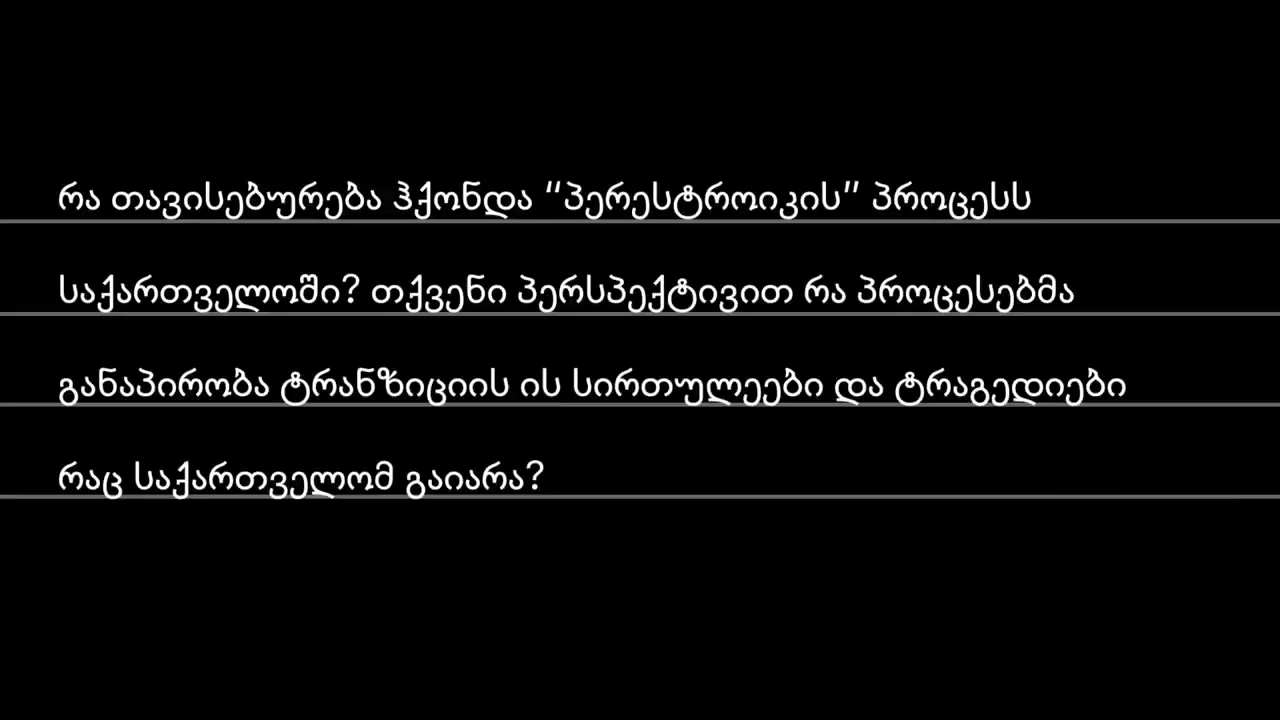 რა თავისებურება ჰქონდა “პერესტროიკის” პროცესს
საქართველოში? თქვენი პერსპექტივით რა პროცესებმა
განაპირობა ტრანზიციის ის სირთულეები და ტრაგედიები
რაც საქართველომ გაიარა?